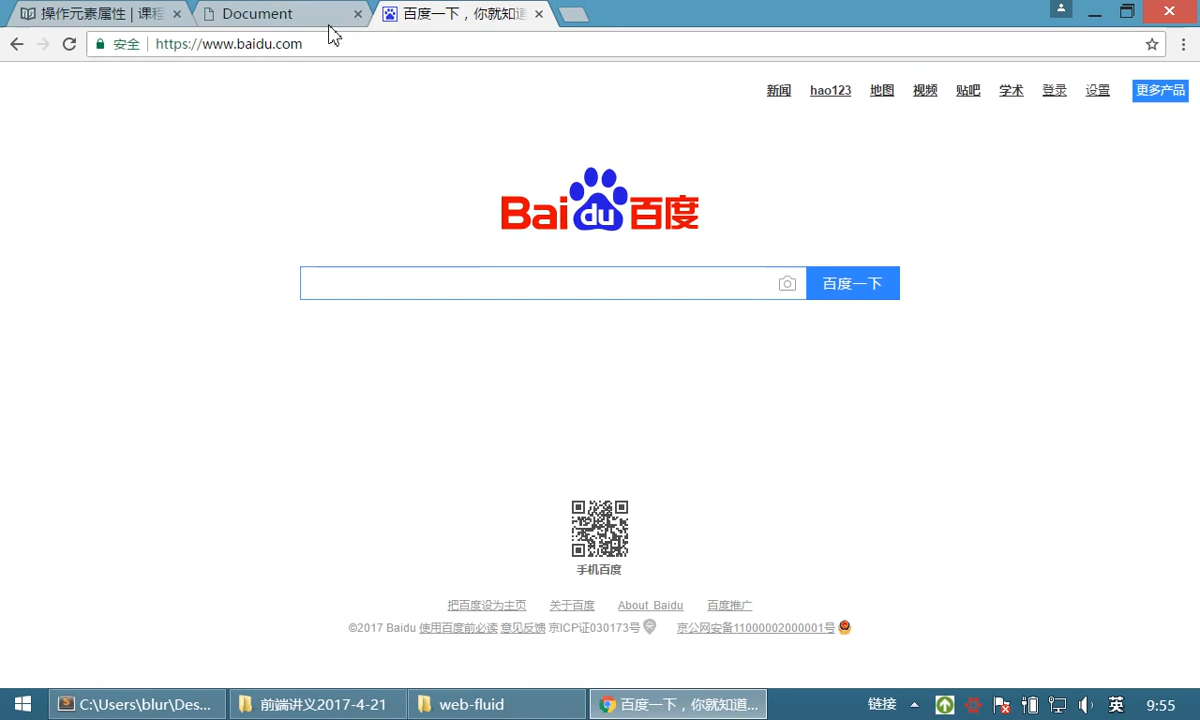 操作元素属性 | 课程
Document
百度一下，你就知道
安全
https://www.baidu.com
新闻 hao123 地图 视频 贴吧 学术 登录 设置 更多产品
Bai du 百度
百度一下
手机百度
把百度设为主页 关于百度 About Baidu 百度推广
©2017 Baidu 使用百度前必读 意见反馈 京ICP证030173号 京公网安备11000002000001号
C:\Users\blur\Des... 前端讲义2017-4-21 web-fluid 百度一下，你就知道... 链接 英 9:55